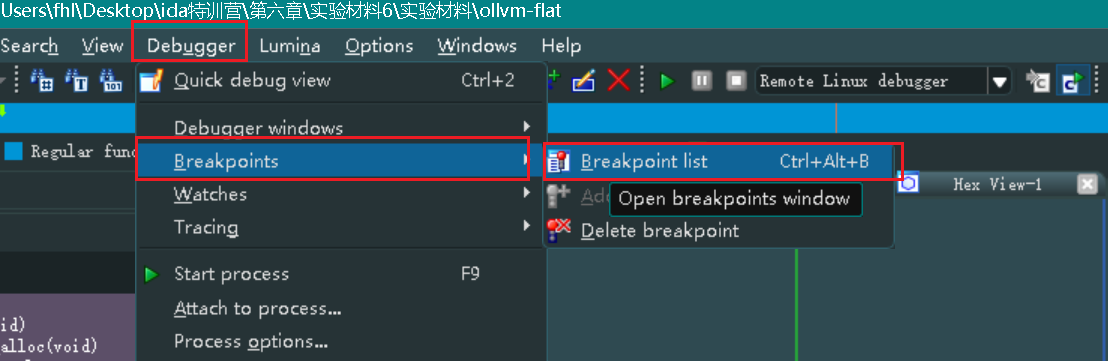 Users\fhl\Desktop\ida特训营\第六章\实验材料6\实验材料\ollvm-flat
Search View Debugger Lumina Options Windows Help
Quick debug view Ctrl+2
Remote Linux debugger
Debugger windows
Regular func
Breakpoints
Breakpoint list Ctrl+Alt+B
Hex View-1
Watches
Add
Open breakpoints window
Tracing
Delete breakpoint
Start process F9
Attach to process...
id)
alloc(void)
Process options...